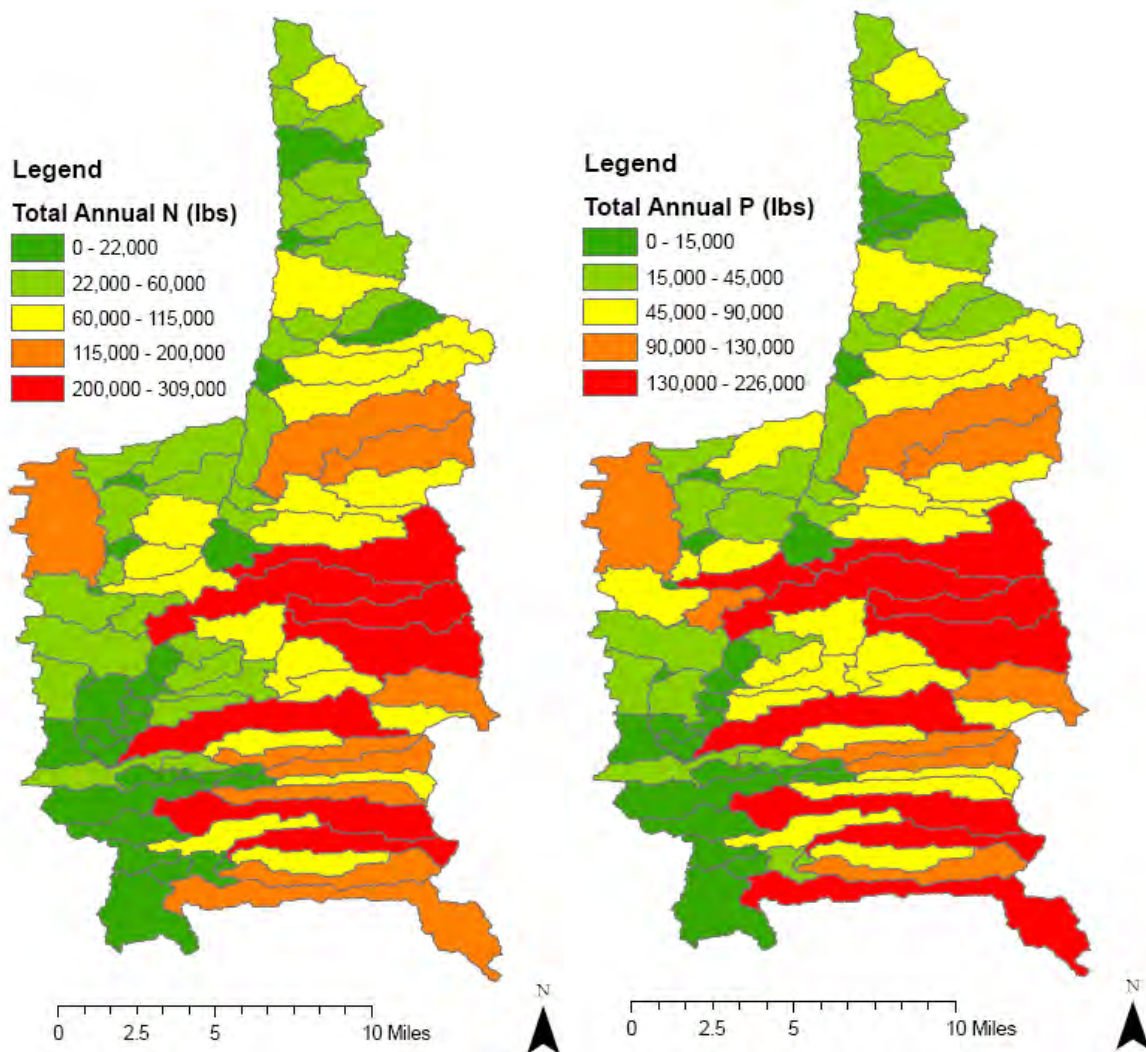 Legend
Total Annual N (lbs)
0 - 22,000
22,000 - 60,000
60,000 - 115,000
115,000 - 200,000
200,000 - 309,000
0 2.5 5 10 Miles
N
Legend
Total Annual P (lbs)
0 - 15,000
15,000 - 45,000
45,000 - 90,000
90,000 - 130,000
130,000 - 226,000
0 2.5 5 10 Miles
N